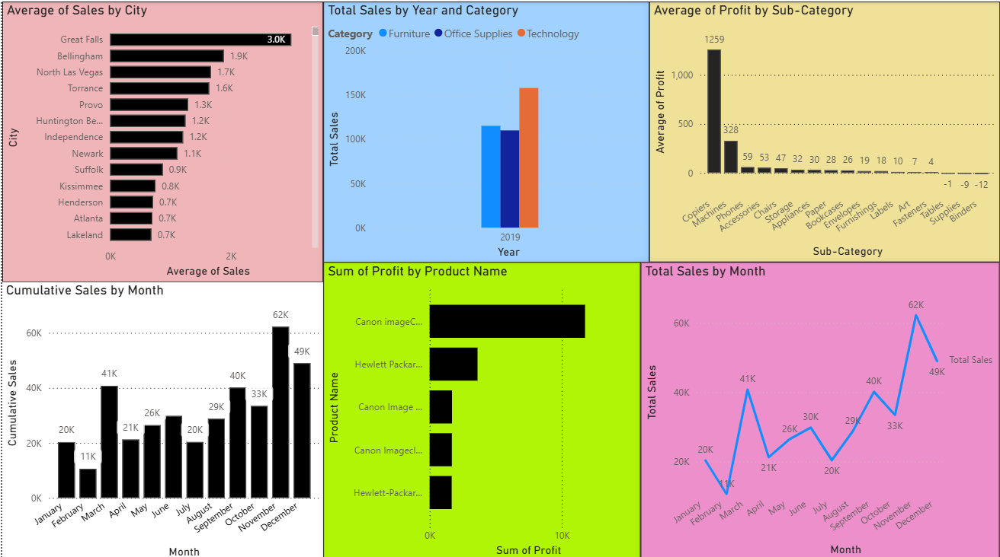 Average of Sales by City
City
Great Falls 3.0K
Bellingham 1.9K
North Las Vegas 1.7K
Torrance 1.6K
Provo 1.3K
Huntington Be... 1.2K
Independence 1.2K
Newark 1.1K
Suffolk 0.9K
Kissimmee 0.8K
Henderson 0.7K
Atlanta 0.7K
Lakeland 0.7K
0K 2K
Average of Sales
Total Sales by Year and Category
Category Furniture Office Supplies Technology
Total Sales
200K
150K
100K
50K
0K
2019
Year
Average of Profit by Sub-Category
Average of Profit
1,000
500
0
1259 328 59 53 47 32 30 28 26 19 18 10 7 4 -1 -9 -12
Copiers Machines Phones Accessories Chairs Storage Appliances Paper Bookcases Envelopes Furnishings Labels Art Fasteners Tables Supplies Binders
Sub-Category
Cumulative Sales by Month
Cumulative Sales
60K
40K
20K
0K
20K 11K 41K 21K 26K 20K 29K 40K 33K 62K 49K
January February March April May June July August September October November December
Month
Sum of Profit by Product Name
Product Name
Canon imageC...
Hewlett Packar...
Canon Image ...
Canon Imagecl...
Hewlett-Packar...
0K 10K
Sum of Profit
Total Sales by Month
Total Sales
60K
40K
20K
20K 11K 41K 21K 26K 30K 20K 29K 40K 33K 62K 49K
Total Sales
January February March April May June July August September October November December
Month